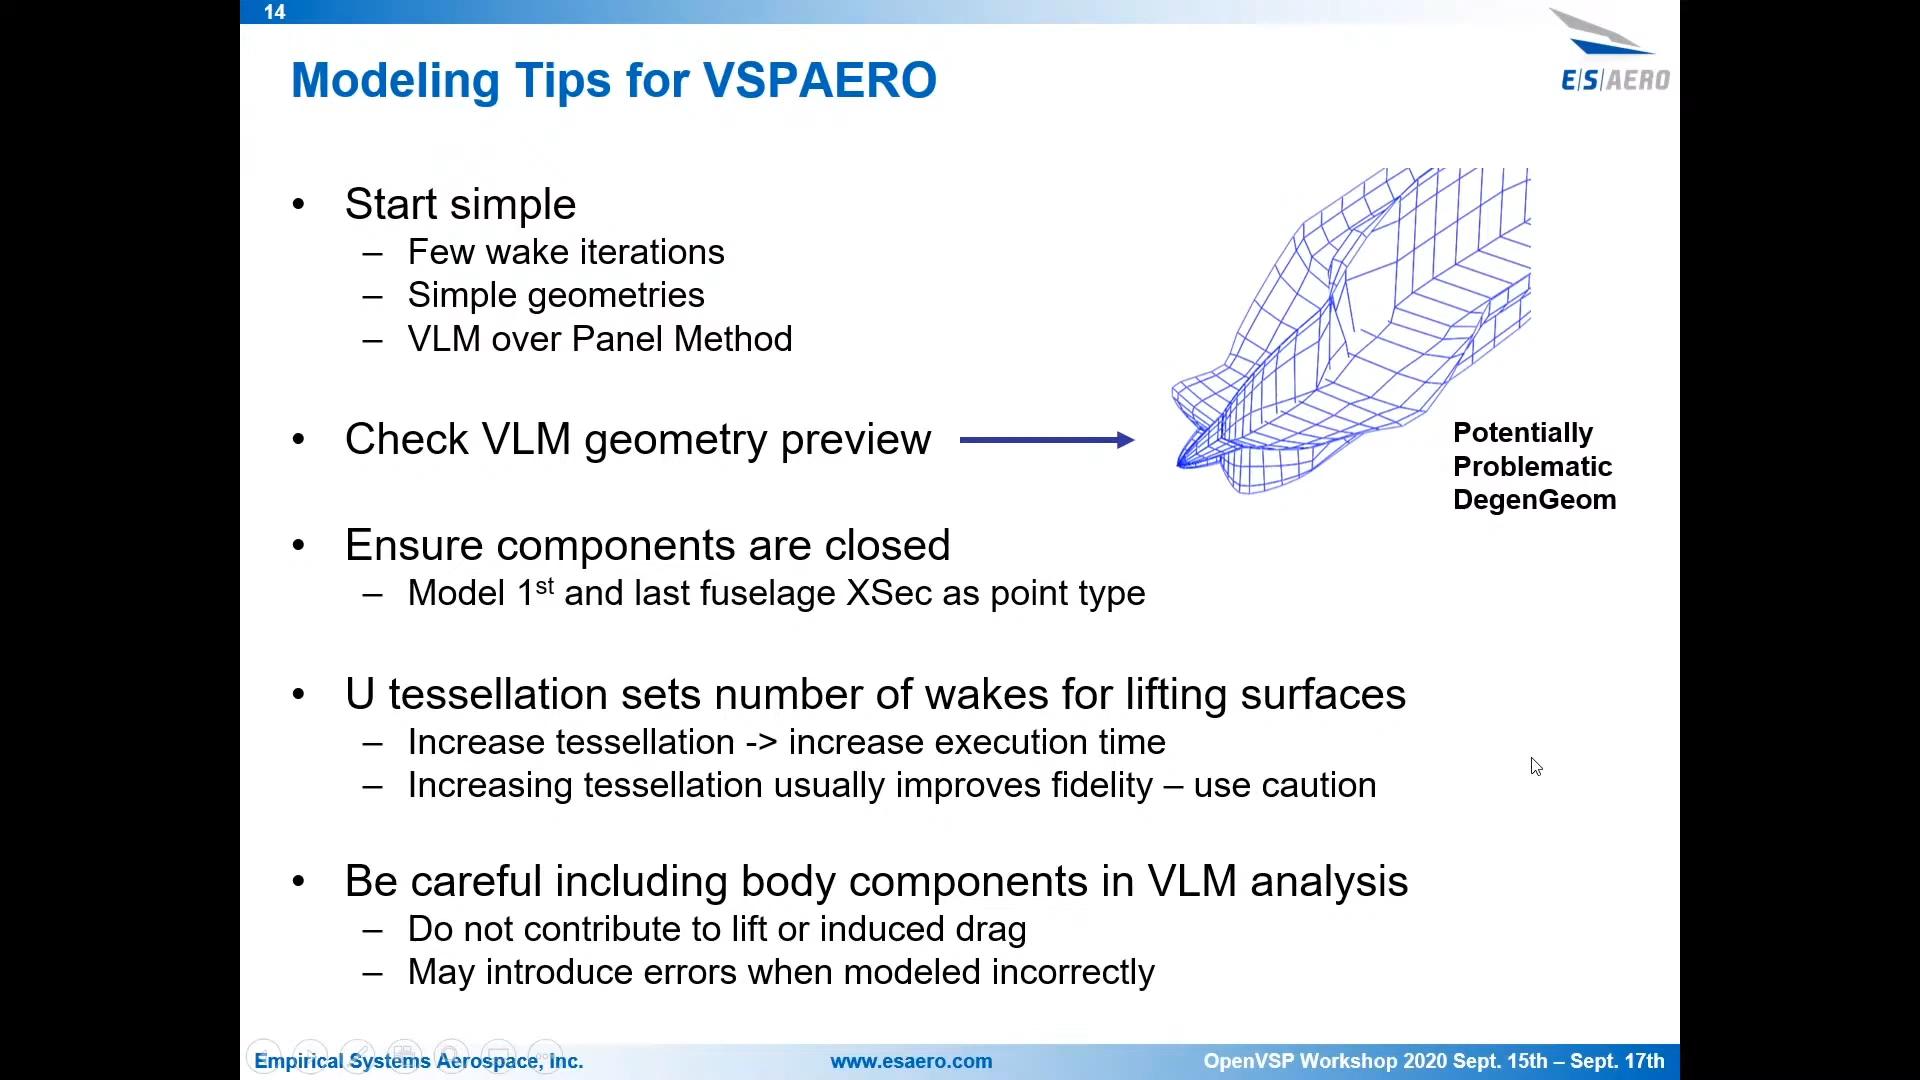 14
E|S|AERO
Modeling Tips for VSPAERO
• Start simple
– Few wake iterations
– Simple geometries
– VLM over Panel Method
• Check VLM geometry preview
Potentially
Problematic
DegenGeom
• Ensure components are closed
– Model 1st and last fuselage XSec as point type
• U tessellation sets number of wakes for lifting surfaces
– Increase tessellation -> increase execution time
– Increasing tessellation usually improves fidelity – use caution
• Be careful including body components in VLM analysis
– Do not contribute to lift or induced drag
– May introduce errors when modeled incorrectly
Empirical Systems Aerospace, Inc.
www.esaero.com
OpenVSP Workshop 2020 Sept. 15th – Sept. 17th